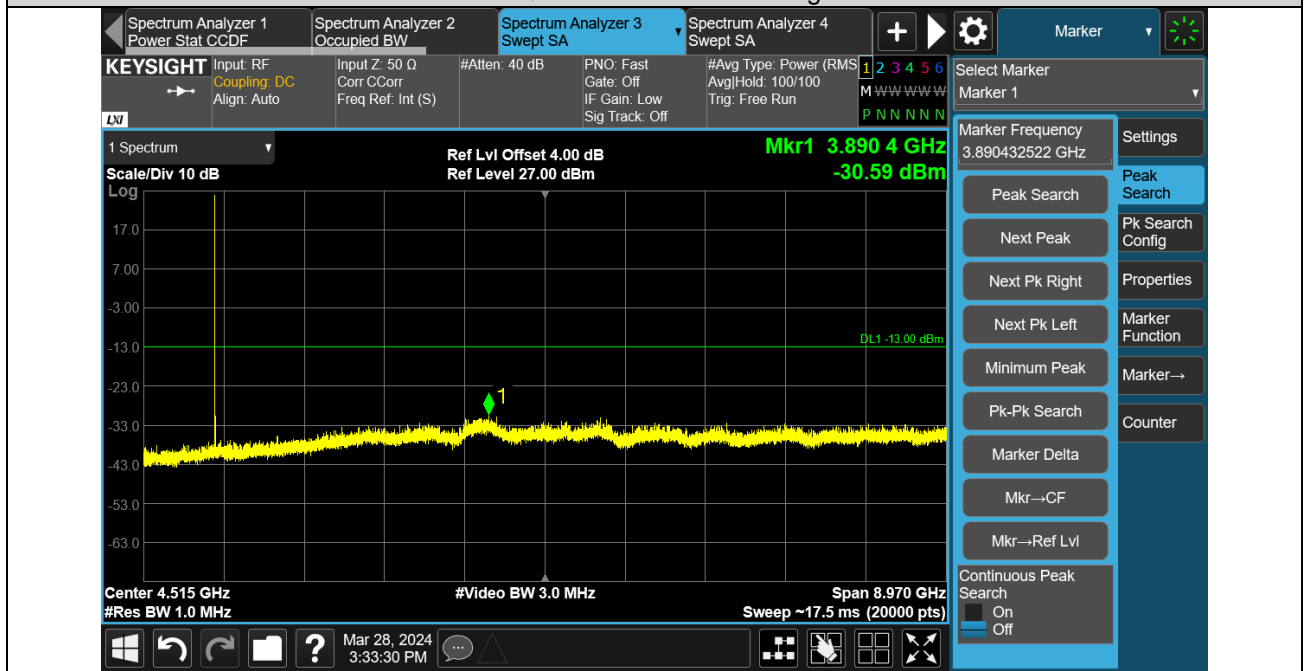 Spectrum Analyzer 1
Power Stat CCDF
Spectrum Analyzer 2
Occupied BW
Spectrum Analyzer 3
Swept SA
Spectrum Analyzer 4
Swept SA
Marker
KEYSIGHT
LXI
Input: RF
Coupling: DC
Align: Auto
Input Z: 50 Ω
Corr CCorr
Freq Ref: Int (S)
#Atten: 40 dB
PNO: Fast
Gate: Off
IF Gain: Low
Sig Track: Off
#Avg Type: Power (RMS
Avg|Hold: 100/100
Trig: Free Run
1 2 3 4 5 6
M W W W W W
P N N N N N
Select Marker
Marker 1
1 Spectrum
Scale/Div 10 dB
Log
Ref Lvl Offset 4.00 dB
Ref Level 27.00 dBm
Mkr1 3.890 4 GHz
-30.59 dBm
17.0
7.00
-3.00
-13.0
-23.0
-33.0
-43.0
-53.0
-63.0
DL1 -13.00 dBm
1
Center 4.515 GHz
#Res BW 1.0 MHz
#Video BW 3.0 MHz
Span 8.970 GHz
Sweep ~17.5 ms (20000 pts)
Marker Frequency
3.890432522 GHz
Peak Search
Next Peak
Next Pk Right
Next Pk Left
Minimum Peak
Pk-Pk Search
Marker Delta
Mkr→CF
Mkr→Ref Lvl
Continuous Peak
Search
On
Off
Settings
Peak
Search
Pk Search
Config
Properties
Marker
Function
Marker→
Counter
?
Mar 28, 2024
3:33:30 PM